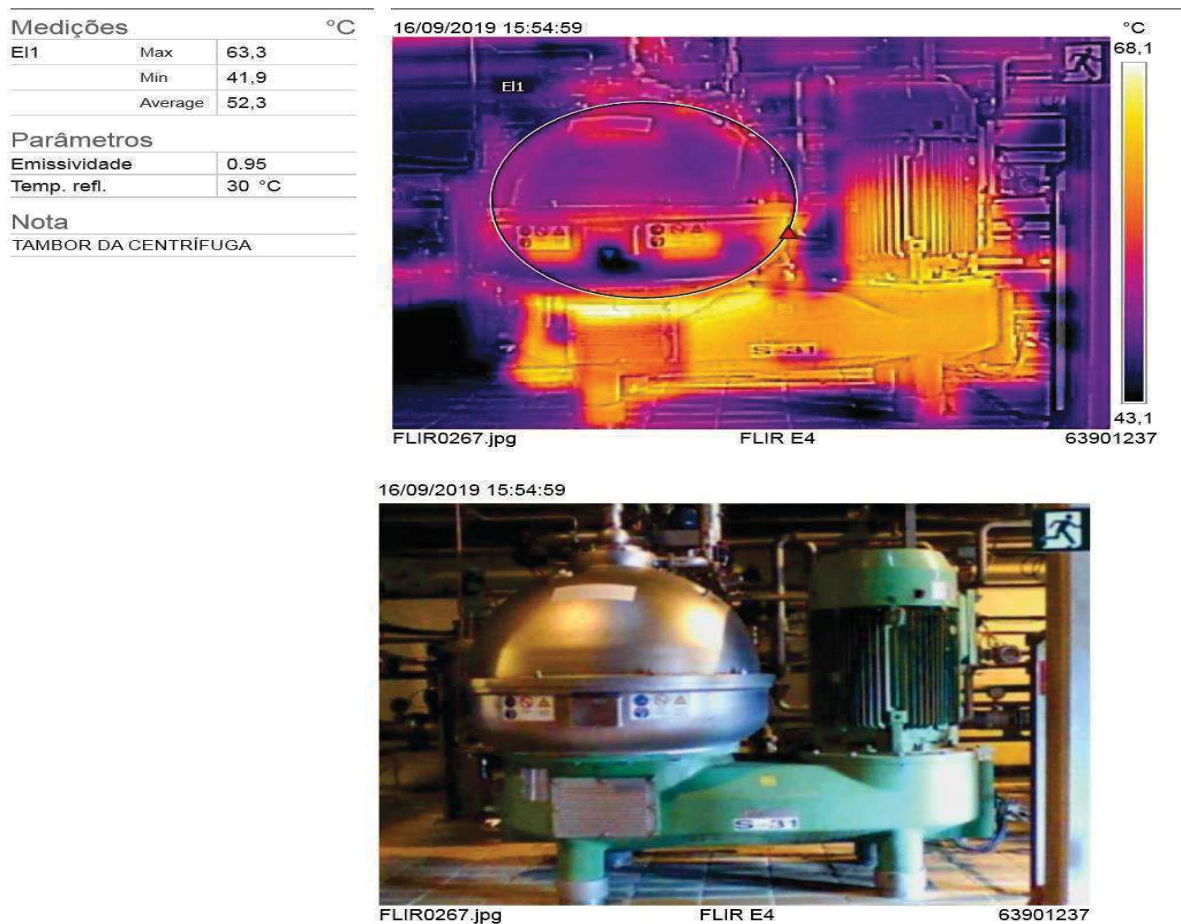 Medições °C
El1 Max 63,3
Min 41,9
Average 52,3
Parâmetros
Emissividade 0.95
Temp. refl. 30 °C
Nota
TAMBOR DA CENTRÍFUGA
16/09/2019 15:54:59 °C
68,1
El1
S-31
43,1
FLIR0267.jpg FLIR E4 63901237
16/09/2019 15:54:59
S-31
FLIR0267.jpg FLIR E4 63901237